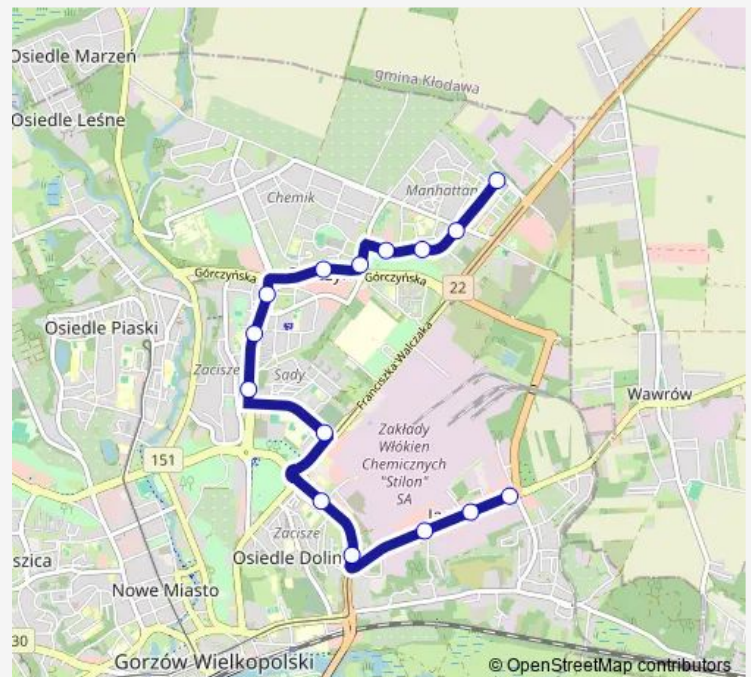 Osiedle Marzeń
gmina Kłodawa
Osiedle Leśne
Chemik
Manhattan
Górczyńska
Górczyńska
22
Osiedle Piaski
Franciszka Walczaka
Zacisze
Sady
Wawrów
Zakłady
Włókien
Chemicznych
"Stilon"
SA
151
Zacisze
Osiedle Dolin
szica
Nowe Miasto
30
Gorzów Wielkopolski
© OpenStreetMap contributors